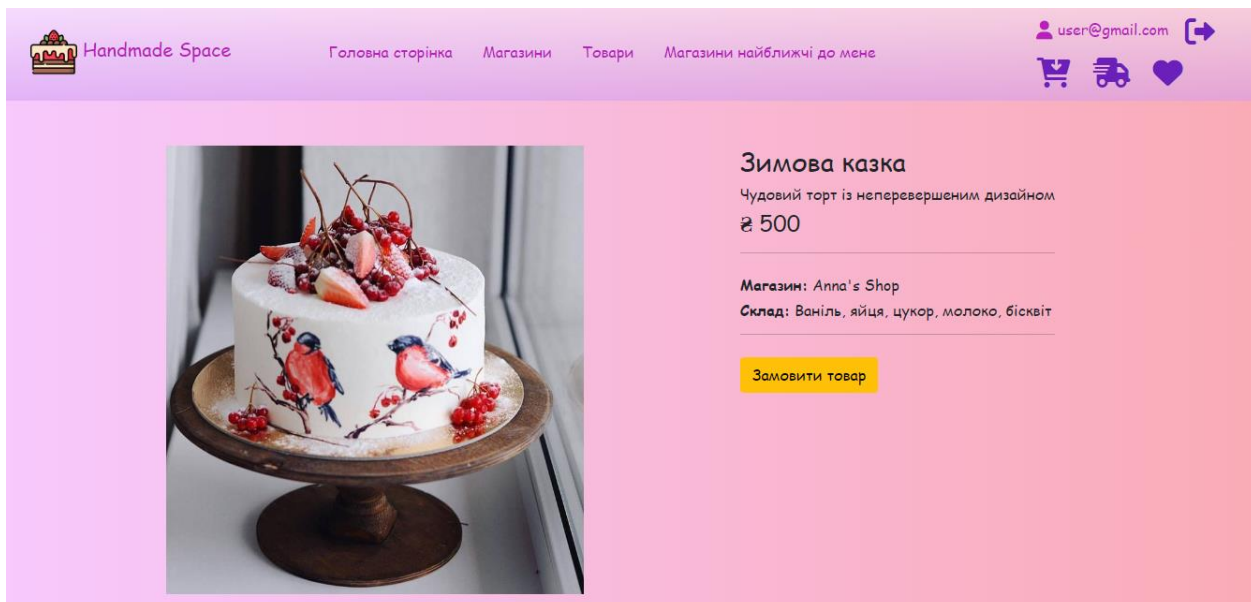 Handmade Space
Головна сторінка Магазини Товари Магазини найближчі до мене
user@gmail.com
Зимова казка
Чудовий торт із неперевершеним дизайном
₴ 500
Магазин: Anna's Shop
Склад: Ваніль, яйця, цукор, молоко, бісквіт
Замовити товар